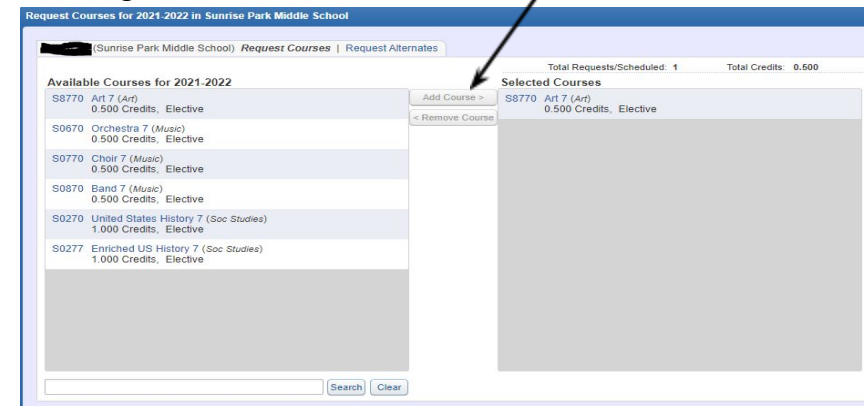 Request Courses for 2021-2022 in Sunrise Park Middle School
(Sunrise Park Middle School) Request Courses | Request Alternates
Total Requests/Scheduled: 1 Total Credits: 0.500
Available Courses for 2021-2022
S8770 Art 7 (Art)
0.500 Credits, Elective
S0670 Orchestra 7 (Music)
0.500 Credits, Elective
S0770 Choir 7 (Music)
0.500 Credits, Elective
S0870 Band 7 (Music)
0.500 Credits, Elective
S0270 United States History 7 (Soc Studies)
1.000 Credits, Elective
S0277 Enriched US History 7 (Soc Studies)
1.000 Credits, Elective
Search Clear
Add Course >
< Remove Course
Selected Courses
S8770 Art 7 (Art)
0.500 Credits, Elective